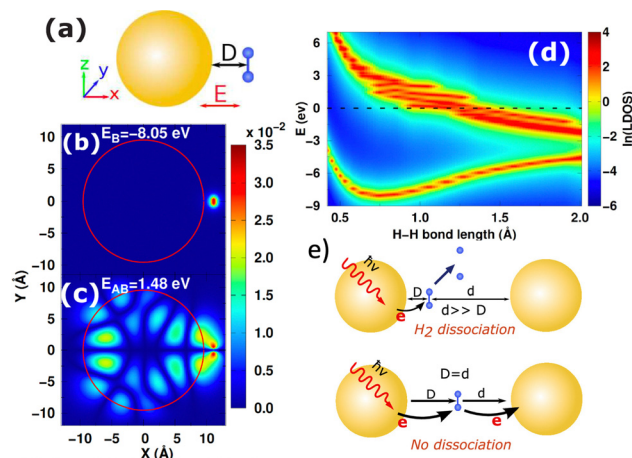 (a)
D
z
y
x
E
x 10⁻²
(b)
E_B=−8.05 eV
10
5
0
−5
−10
Y (Å)
(c)
E_AB=1.48 eV
10
5
0
−5
−10
−10 −5 0 5 10
X (Å)
3.5
3.0
2.5
2.0
1.5
1.0
0.5
0.0
(d)
6
3
0
−3
−6
−9
E (ev)
0.5 1.0 1.5 2.0
H−H bond length (Å)
4
2
0
−2
−4
−6
ln(LDOS)
e)
ħν
D
d
e
d>> D
H2 dissociation
ħν
D=d
D
d
e
e
No dissociation